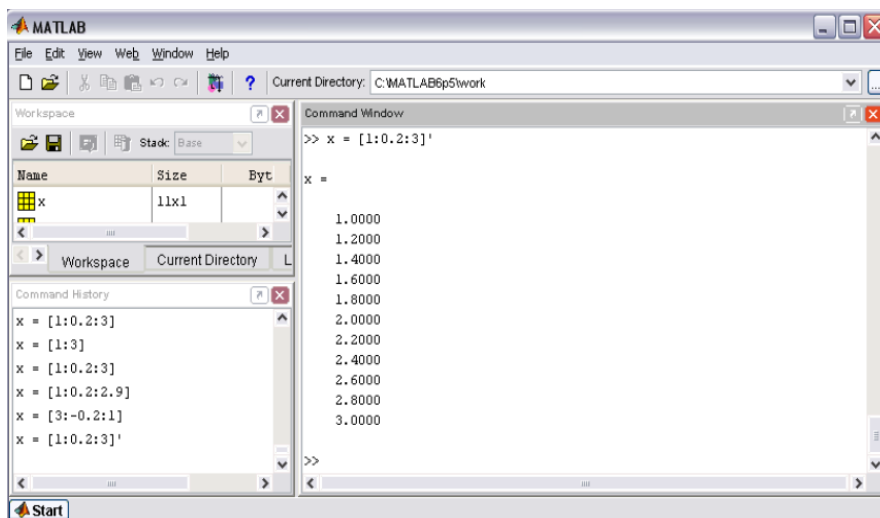 MATLAB
File Edit View Web Window Help
? Current Directory: C:\MATLAB6p5\work ...
Workspace
Stack: Base
Name Size Byt
x 11x1
Workspace Current Directory L
Command History
x = [1:0.2:3]
x = [1:3]
x = [1:0.2:3]
x = [1:0.2:2.9]
x = [3:-0.2:1]
x = [1:0.2:3]'
Command Window
>> x = [1:0.2:3]'
x =
1.0000
1.2000
1.4000
1.6000
1.8000
2.0000
2.2000
2.4000
2.6000
2.8000
3.0000
>>
Start